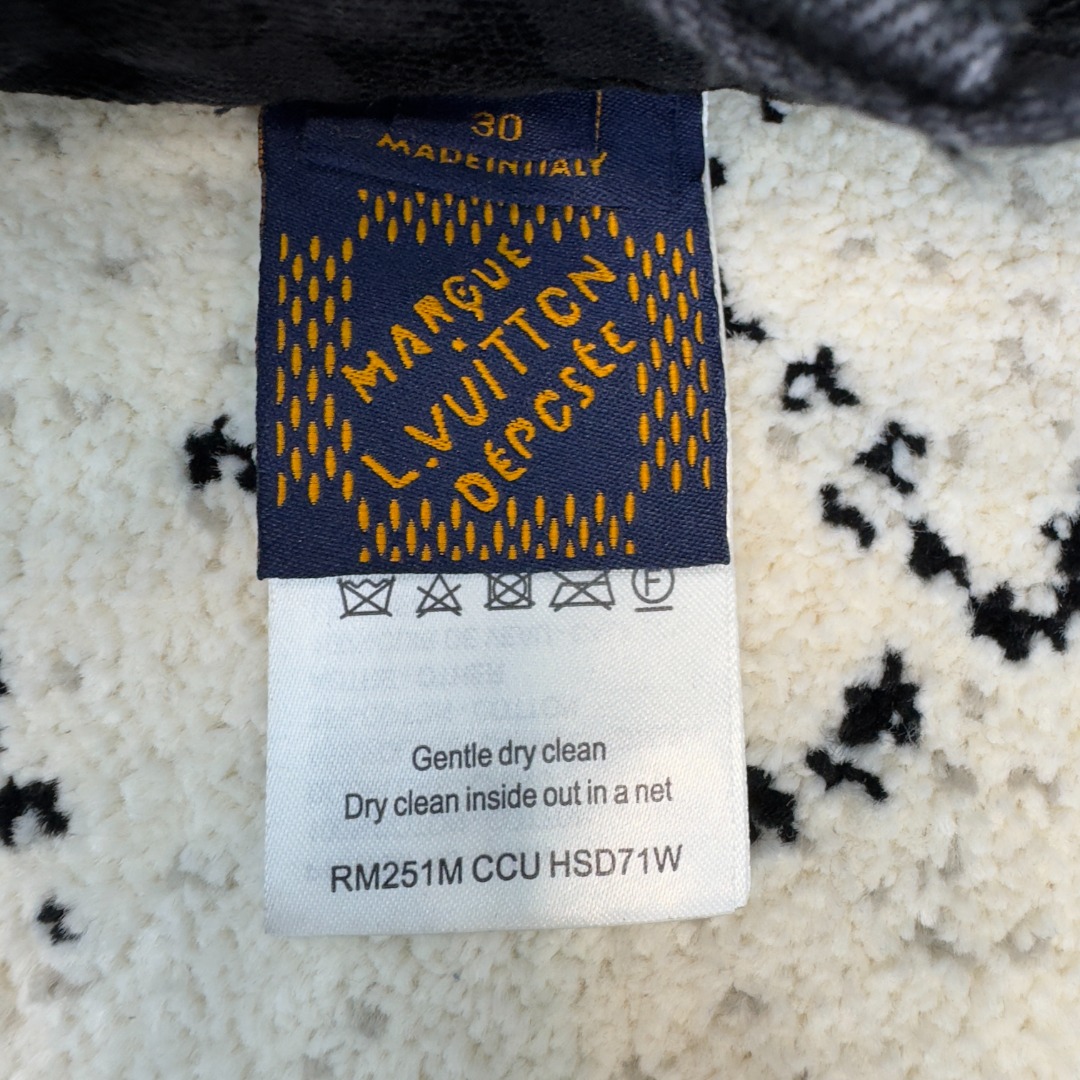 30
MADE IN ITALY
MARQUE
L.VUITTON
DÉPOSÉE
F
Gentle dry clean
Dry clean inside out in a net
RM251M CCU HSD71W